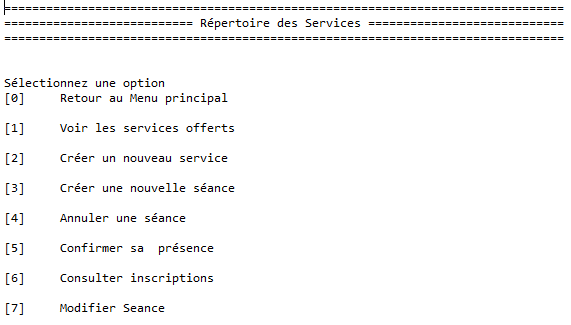 ================================================================================
=========================== Répertoire des Services ============================
================================================================================
Sélectionnez une option
[0]     Retour au Menu principal
[1]     Voir les services offerts
[2]     Créer un nouveau service
[3]     Créer une nouvelle séance
[4]     Annuler une séance
[5]     Confirmer sa  présence
[6]     Consulter inscriptions
[7]     Modifier Seance